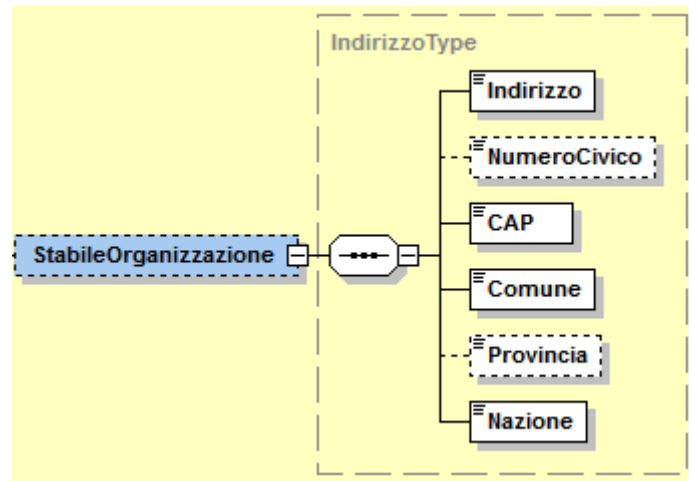 IndirizzoType
Indirizzo
NumeroCivico
CAP
StabileOrganizzazione
Comune
Provincia
Nazione